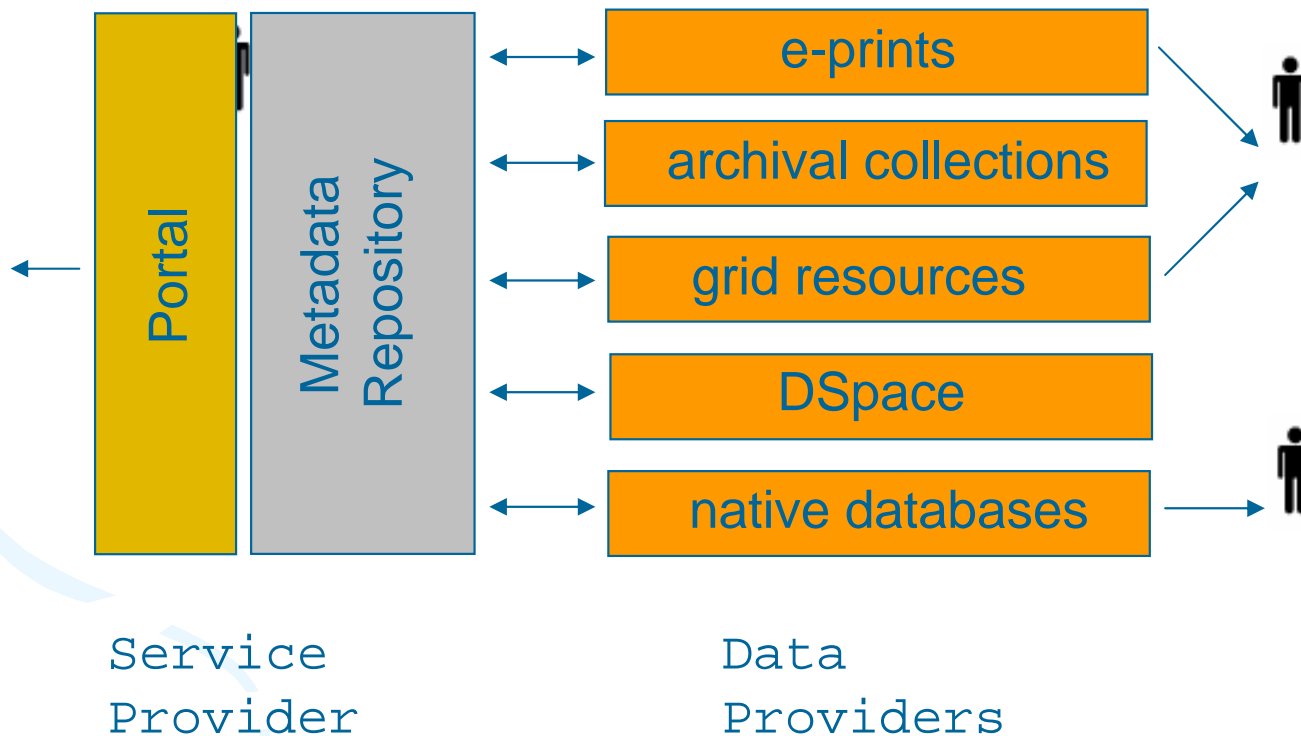 Portal
Metadata
Repository
e-prints
archival collections
grid resources
DSpace
native databases
Service
Provider
Data
Providers